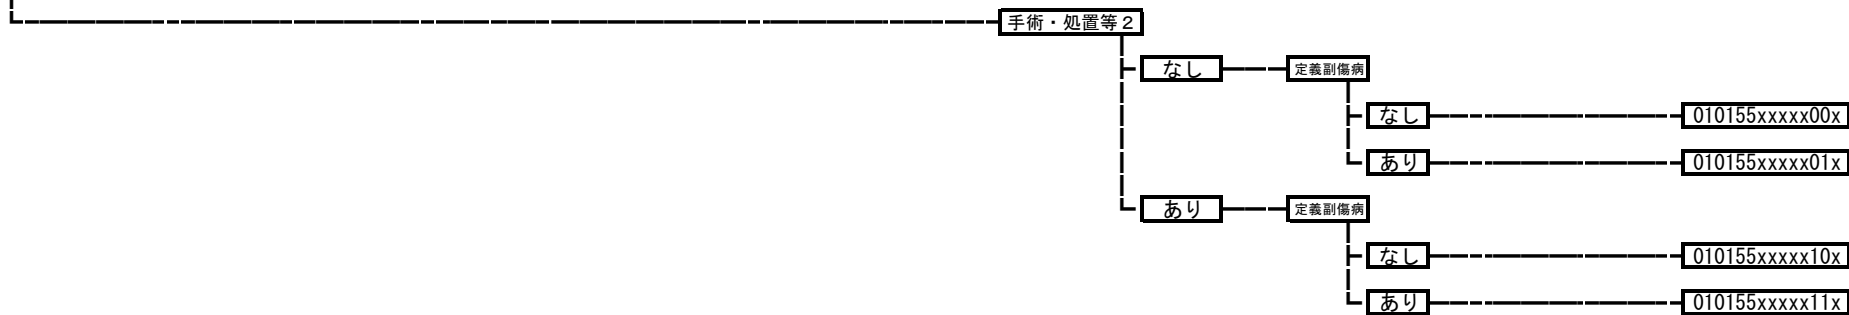 手術・処置等２
なし 定義副傷病
なし 010155xxxxx00x
あり 010155xxxxx01x
あり 定義副傷病
なし 010155xxxxx10x
あり 010155xxxxx11x